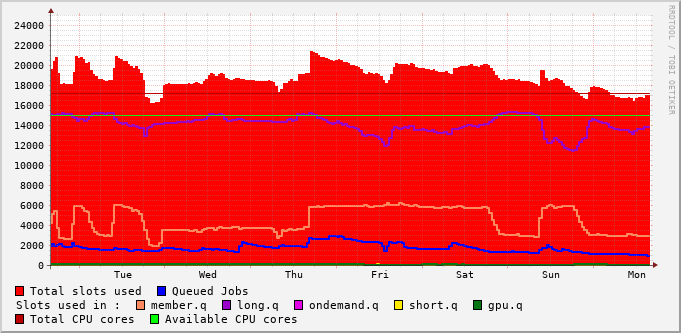 24000
22000
20000
18000
16000
14000
12000
10000
8000
6000
4000
2000
0
Tue Wed Thu Fri Sat Sun Mon
RRDTOOL / TOBI OETIKER
Total slots used Queued Jobs
Slots used in : member.q long.q ondemand.q short.q gpu.q
Total CPU cores Available CPU cores